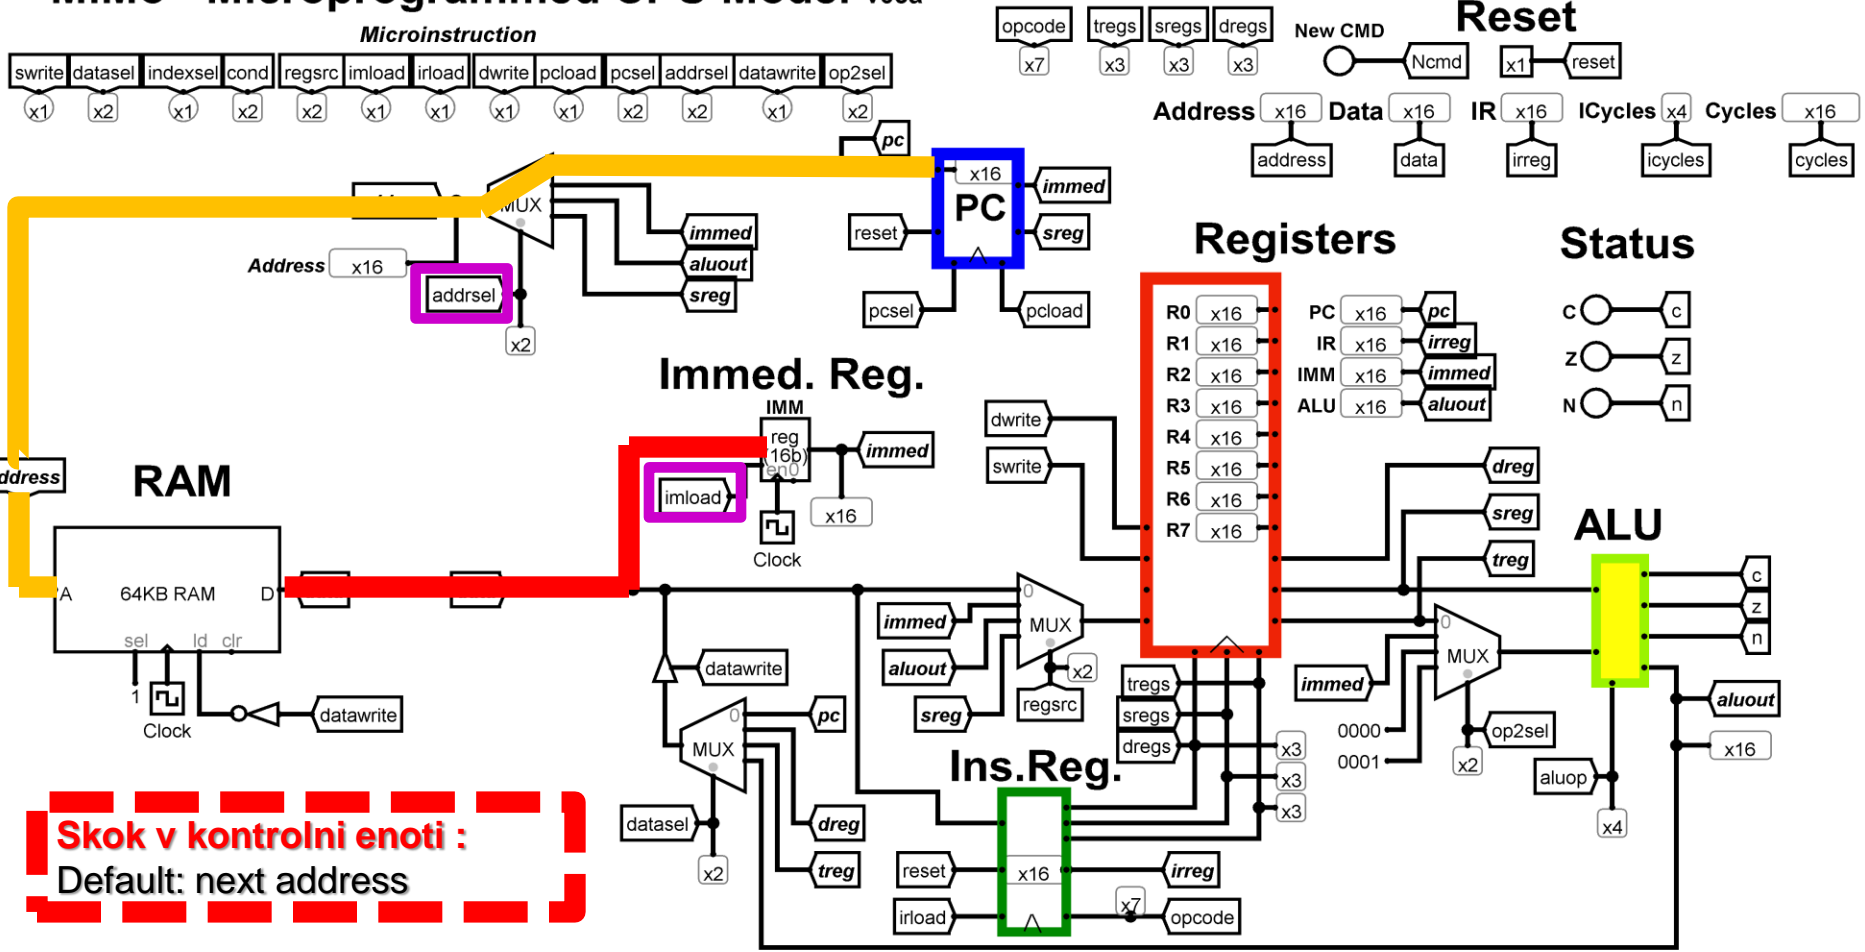 Microprogrammed CPU Model v03a
Microinstruction
swrite datasel indexsel cond regsrc imload irload dwrite pcload pcsel addrsel datawrite op2sel
x1 x2 x1 x2 x2 x1 x1 x1 x1 x2 x2 x1 x2
opcode tregs sregs dregs
x7 x3 x3 x3
New CMD
Ncmd
Reset
x1 reset
Address x16 Data x16 IR x16 ICycles x4 Cycles x16
address data irreg icycles cycles
pc
x16
PC
immed
sreg
reset
pcsel
pcload
MUX
immed
aluout
sreg
Address x16
addrsel
x2
Registers
R0 x16
R1 x16
R2 x16
R3 x16
R4 x16
R5 x16
R6 x16
R7 x16
PC x16 pc
IR x16 irreg
IMM x16 immed
ALU x16 aluout
Status
C c
Z z
N n
Immed. Reg.
IMM
reg
(16b)
en0
immed
x16
imload
Clock
dwrite
swrite
dreg
sreg
treg
ddress
RAM
A 64KB RAM D
sel ld clr
1
Clock
datawrite
datawrite
0
MUX
pc
dreg
treg
datasel
x2
0
MUX
immed
aluout
sreg
x2
regsrc
tregs
sregs
dregs
x3
x3
x3
ALU
c
z
n
0
MUX
immed
0000
0001
op2sel
x2
aluop
x4
aluout
x16
Ins.Reg.
reset
x16
irreg
irload
x7
opcode
Skok v kontrolni enoti :
Default: next address